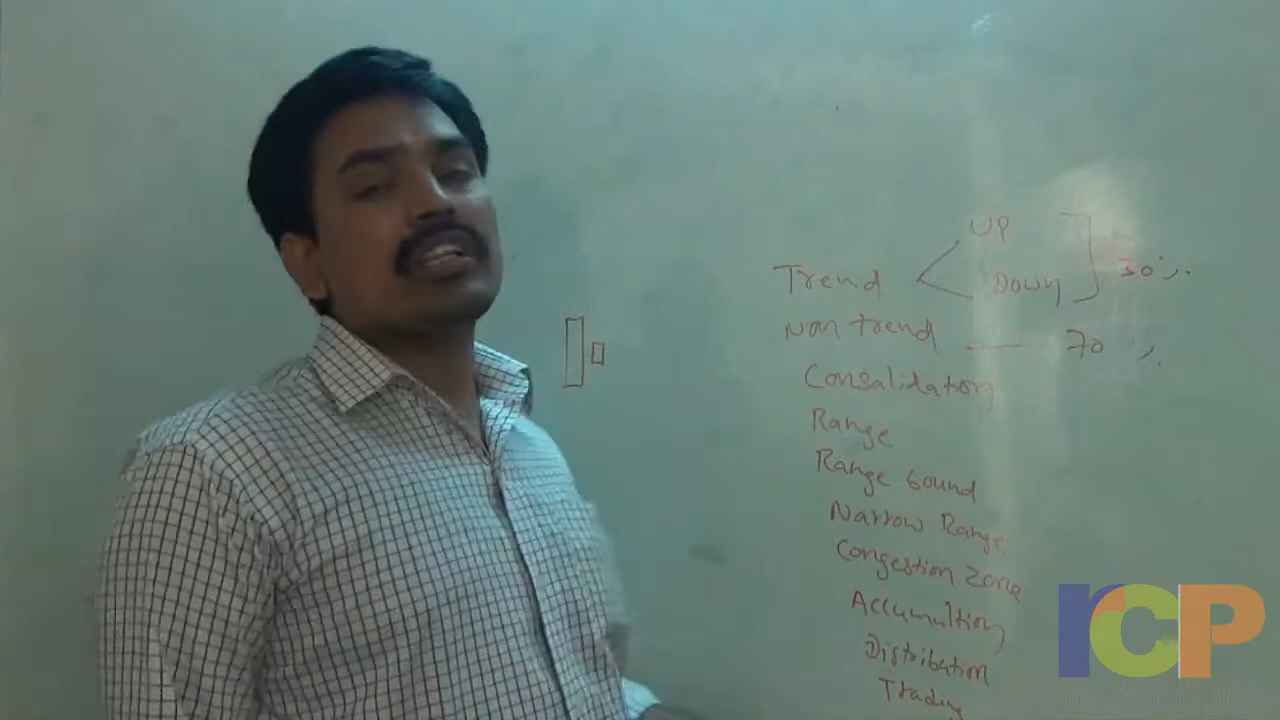 UP
Trend
Down
30%
Non trend — 70 %
Consalidation
Range
Range bound
Narrow Range
Congestion Zone
Accumultion
Distribution
Trading
rCP